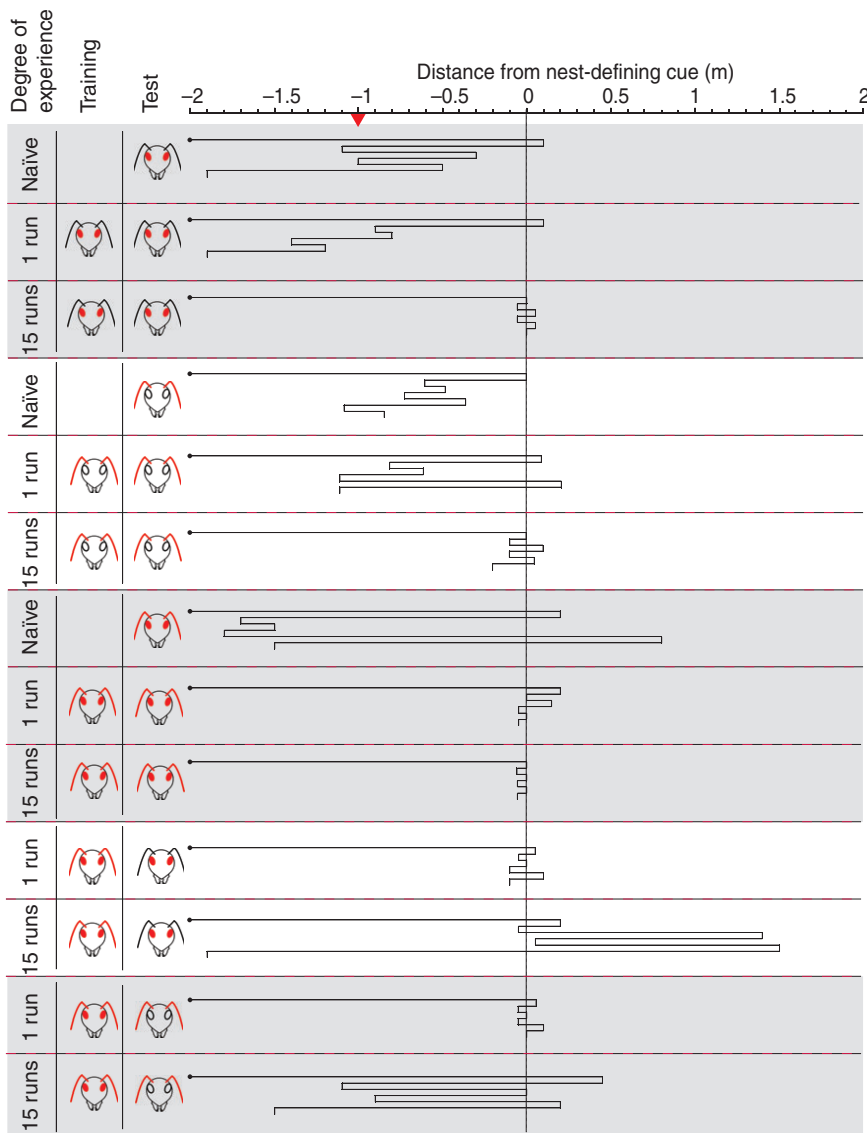 Degree of
experience
Training
Test
Distance from nest-defining cue (m)
–2 –1.5 –1 –0.5 0 0.5 1 1.5 2
Naïve
1 run
15 runs
Naïve
1 run
15 runs
Naïve
1 run
15 runs
1 run
15 runs
1 run
15 runs